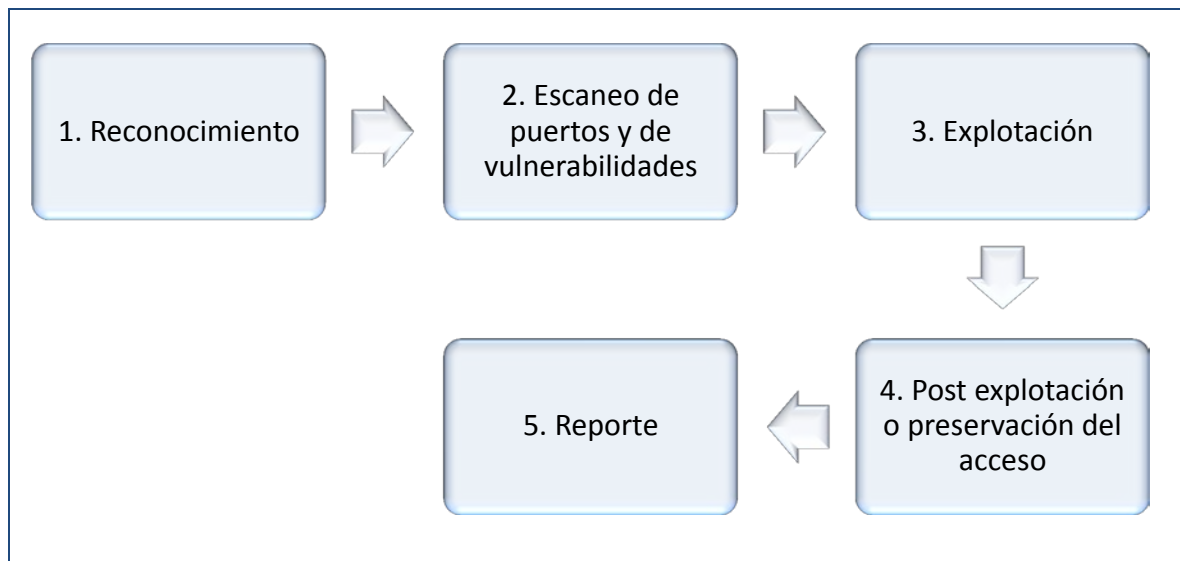 1. Reconocimiento
2. Escaneo de
puertos y de
vulnerabilidades
3. Explotación
4. Post explotación
o preservación del
acceso
5. Reporte